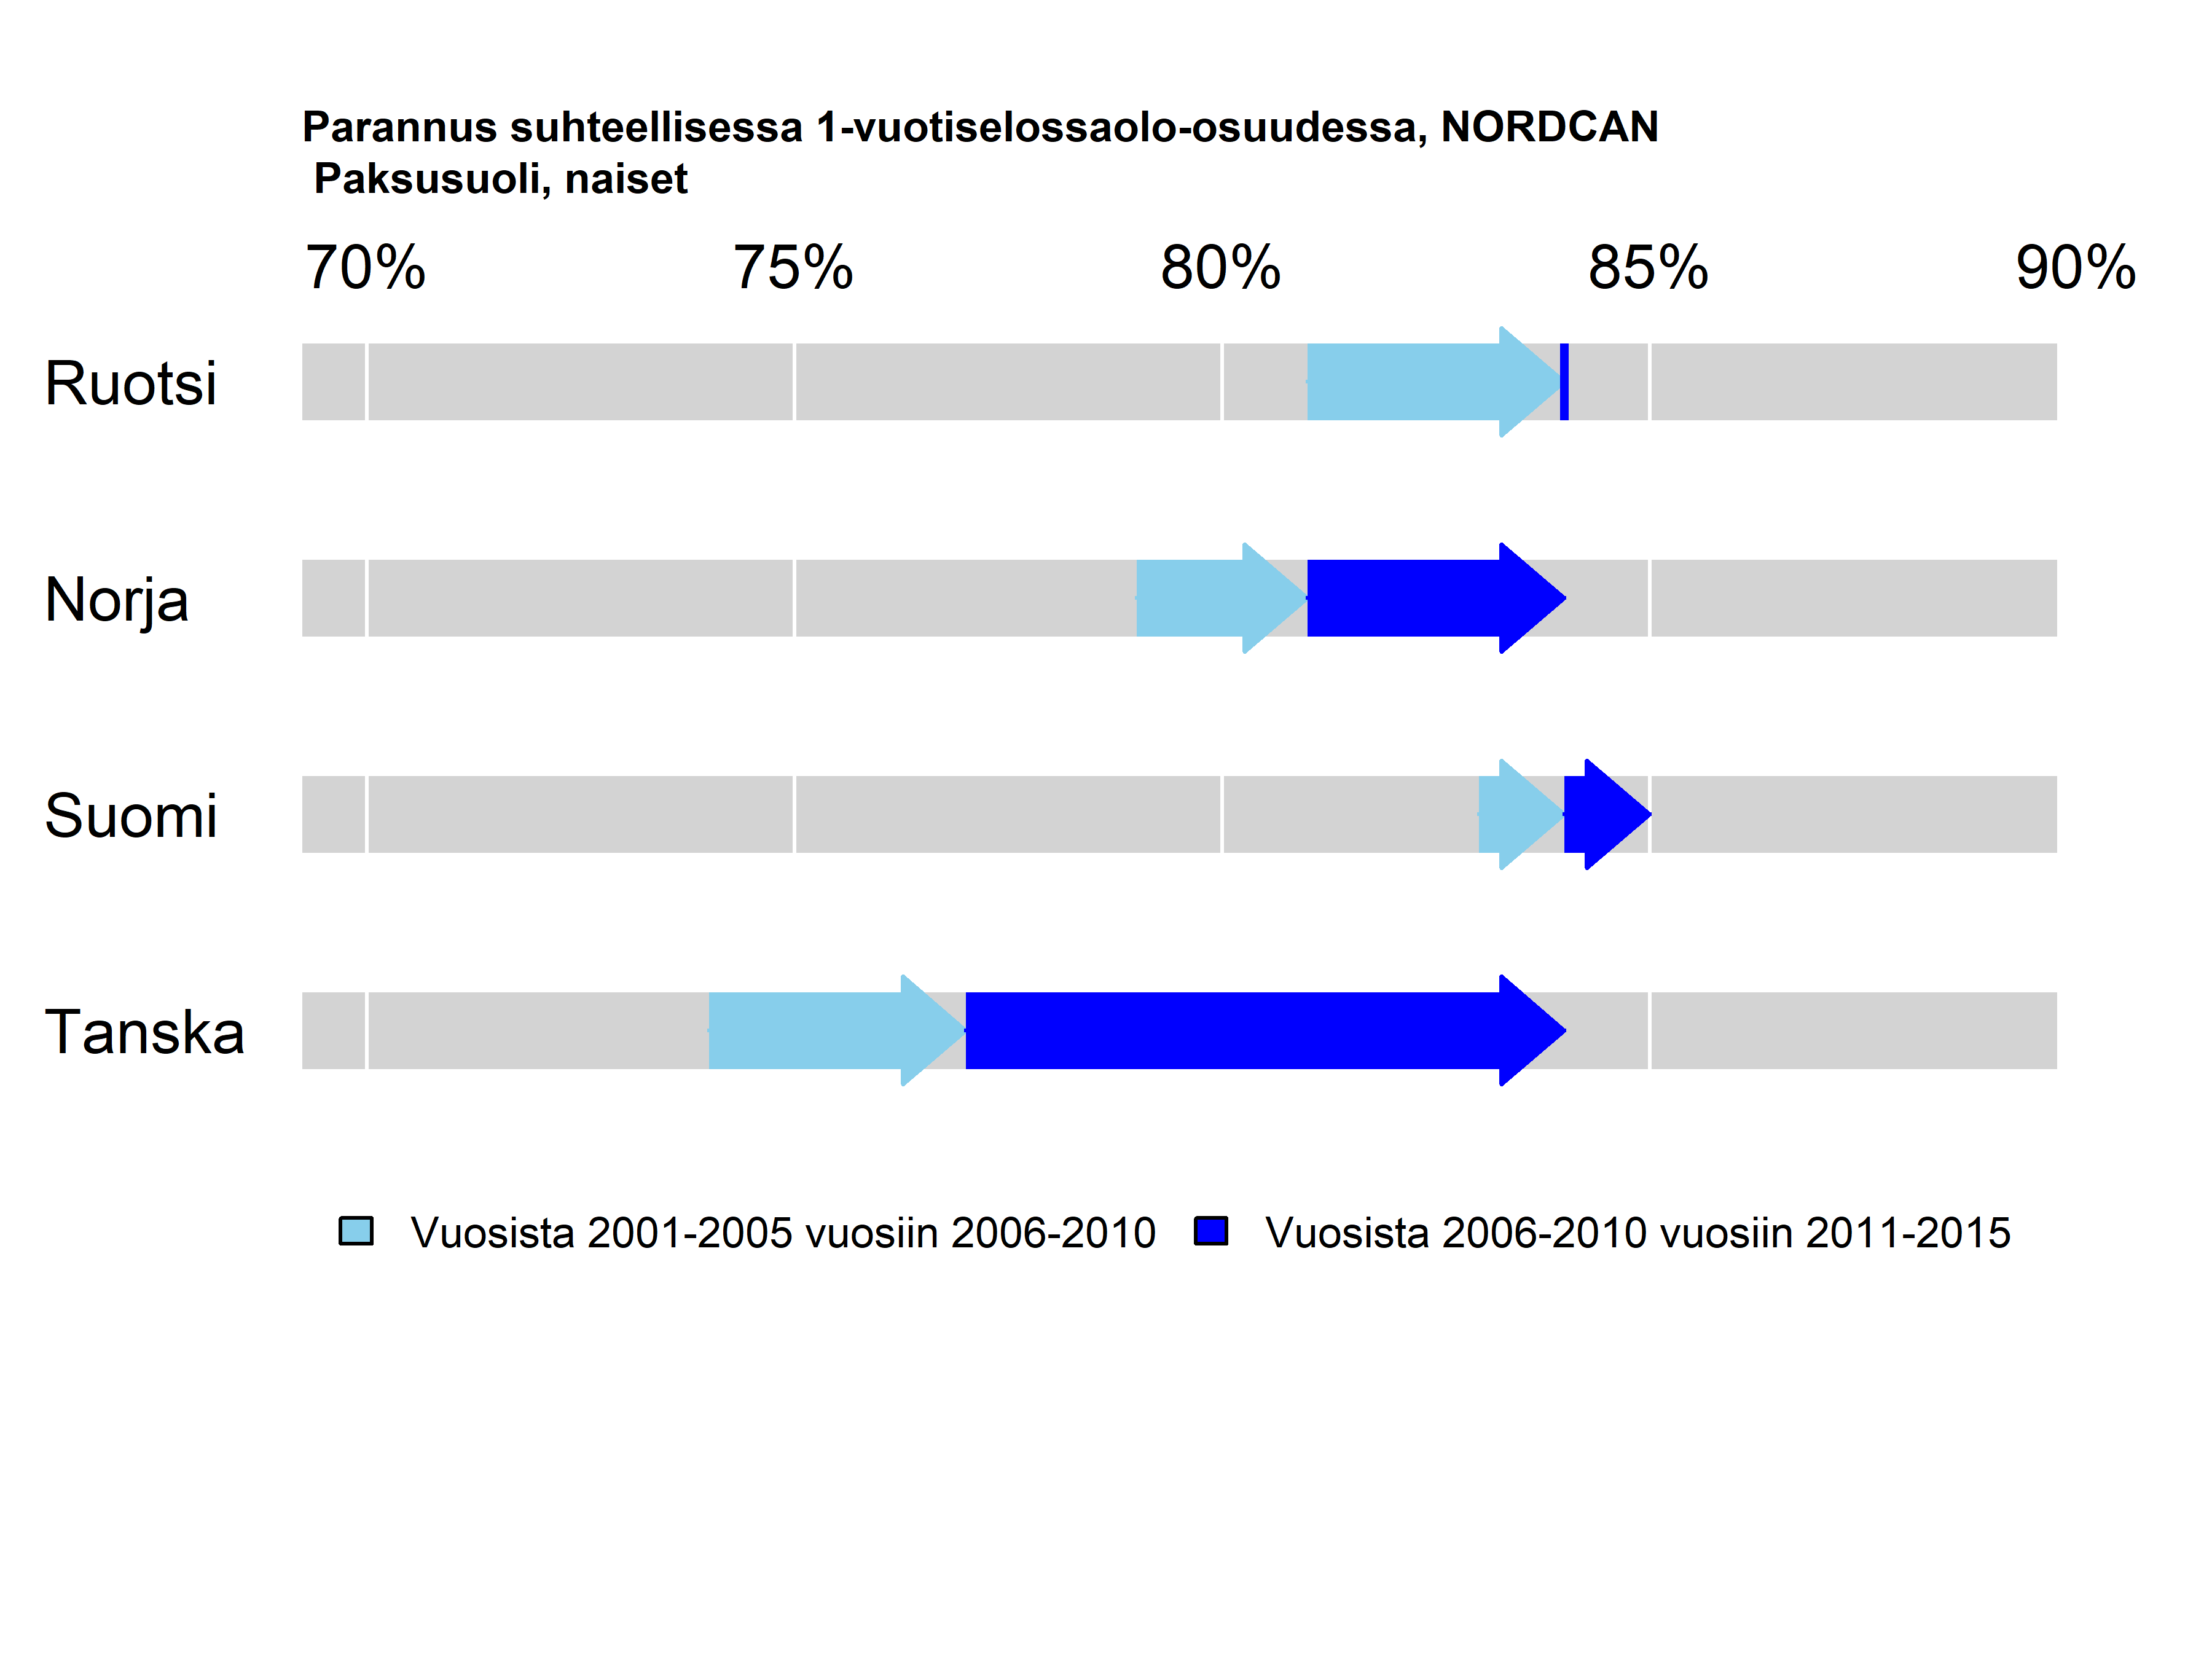 Parannus suhteellisessa 1-vuotiselossaolo-osuudessa, NORDCAN
Paksusuoli, naiset
70% 75% 80% 85% 90%
Ruotsi
Norja
Suomi
Tanska
Vuosista 2001-2005 vuosiin 2006-2010 Vuosista 2006-2010 vuosiin 2011-2015